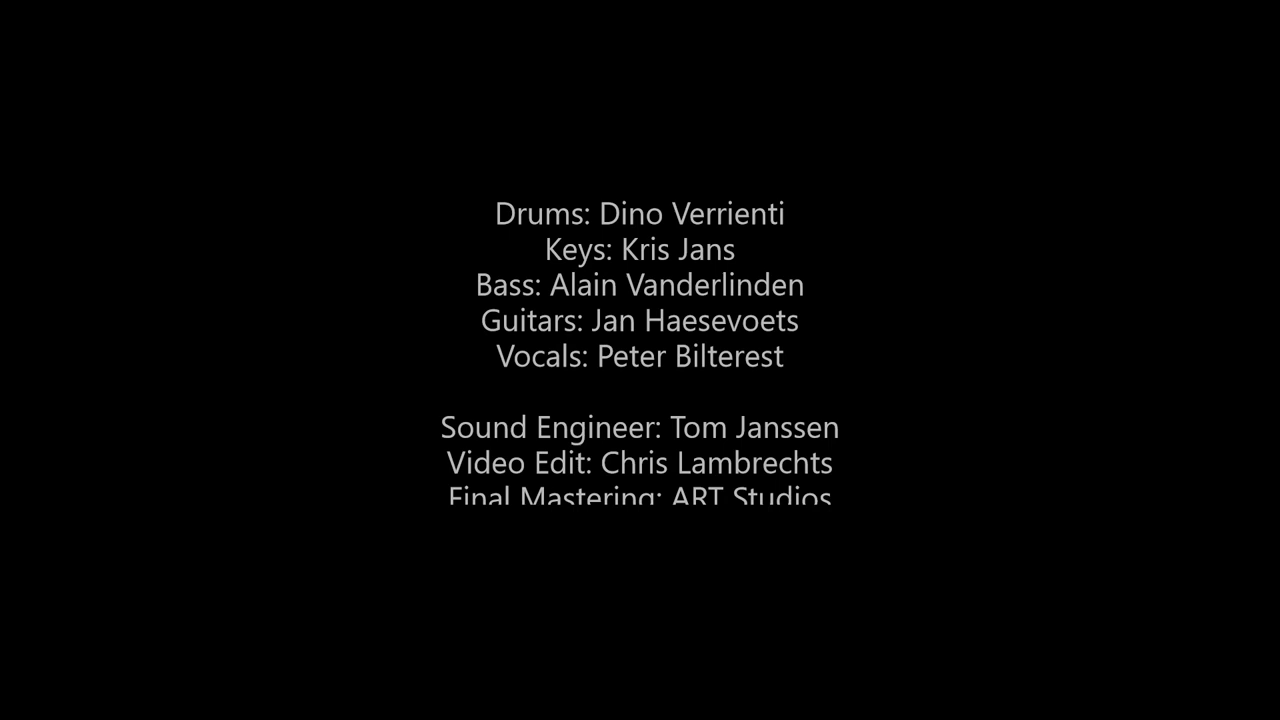 Drums: Dino Verrienti
Keys: Kris Jans
Bass: Alain Vanderlinden
Guitars: Jan Haesevoets
Vocals: Peter Bilterest
Sound Engineer: Tom Janssen
Video Edit: Chris Lambrechts
Final Mastering: ART Studios